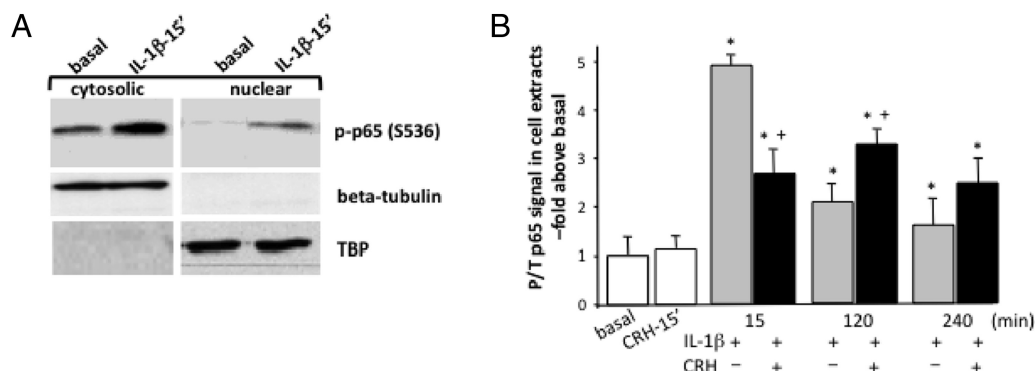 A
basal
IL-1β-15'
basal
IL-1β-15'
cytosolic
nuclear
p-p65 (S536)
beta-tubulin
TBP
B
P/T p65 signal in cell extracts
–fold above basal
5
4
3
2
1
0
*
* +
*
* +
*
*
basal
CRH-15'
15
120
240
(min)
IL-1β + + + + + +
CRH – + – + – +